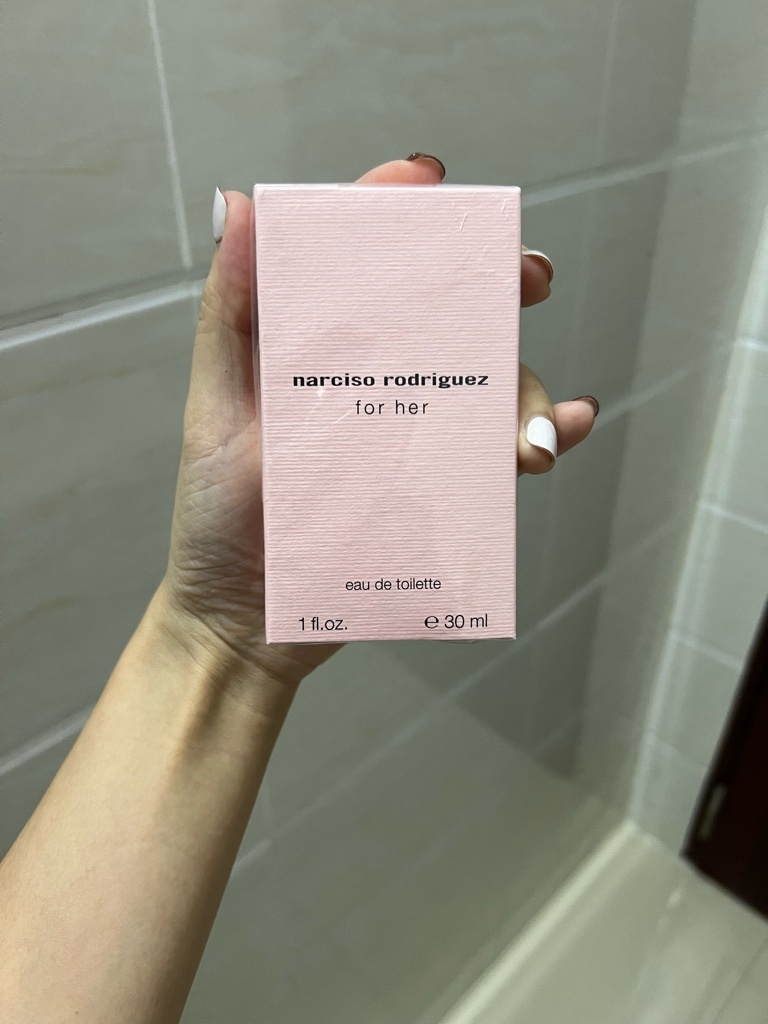 narciso rodriguez
for her
eau de toilette
1 fl.oz. ℮ 30 ml